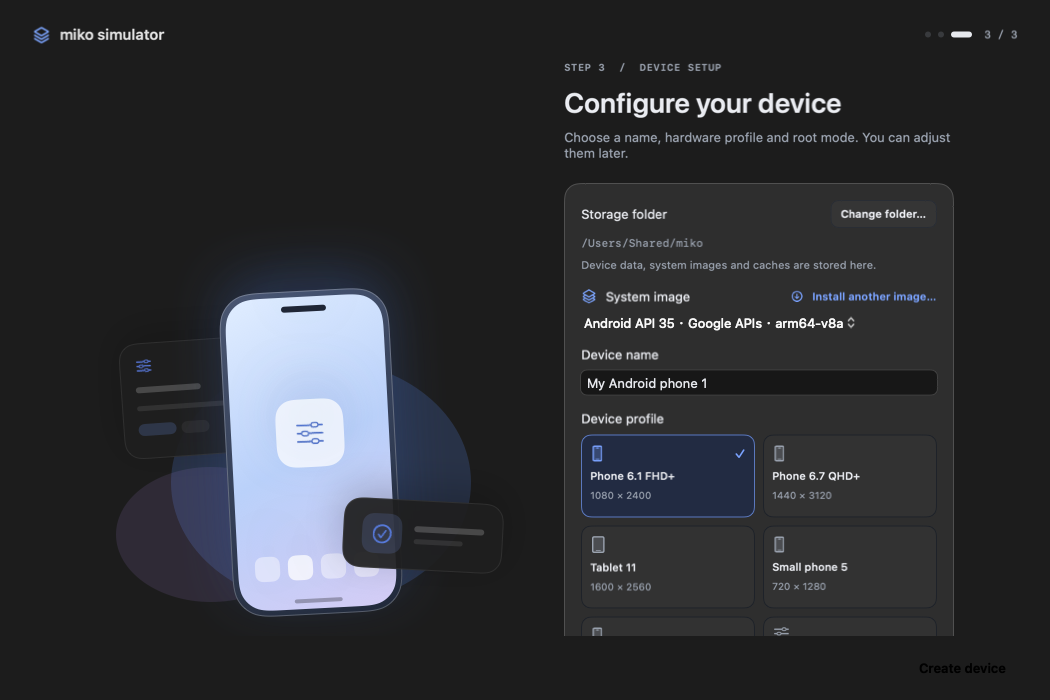 miko simulator
3 / 3
STEP 3 / DEVICE SETUP
Configure your device
Choose a name, hardware profile and root mode. You can adjust
them later.
Storage folder
Change folder...
/Users/Shared/miko
Device data, system images and caches are stored here.
System image
Install another image...
Android API 35 · Google APIs · arm64-v8a
Device name
My Android phone 1
Device profile
Phone 6.1 FHD+
1080 × 2400
Phone 6.7 QHD+
1440 × 3120
Tablet 11
1600 × 2560
Small phone 5
720 × 1280
Create device